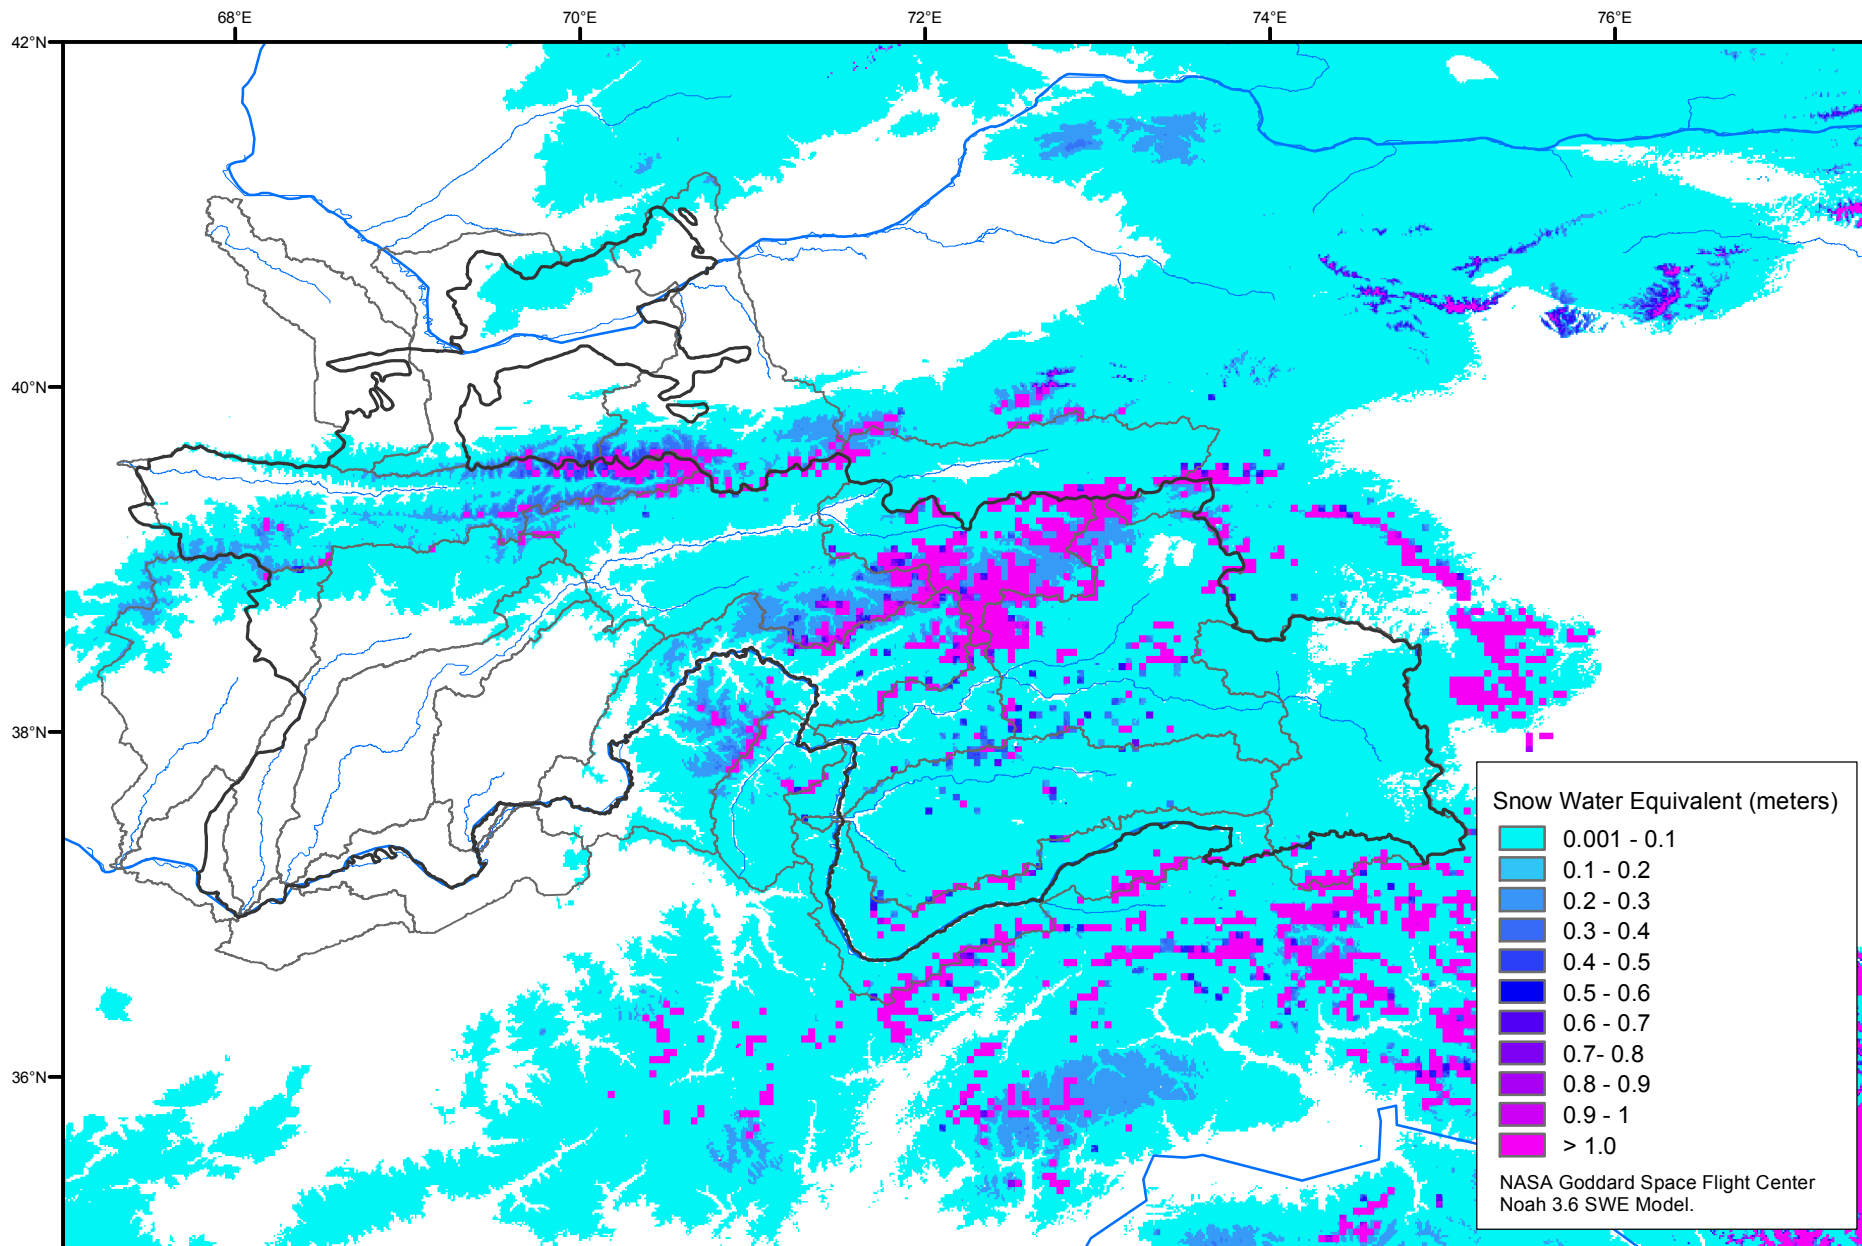 68°E
70°E
72°E
74°E
76°E
42°N
40°N
38°N
36°N
Snow Water Equivalent (meters)
0.001 - 0.1
0.1 - 0.2
0.2 - 0.3
0.3 - 0.4
0.4 - 0.5
0.5 - 0.6
0.6 - 0.7
0.7- 0.8
0.8 - 0.9
0.9 - 1
> 1.0
NASA Goddard Space Flight Center
Noah 3.6 SWE Model.